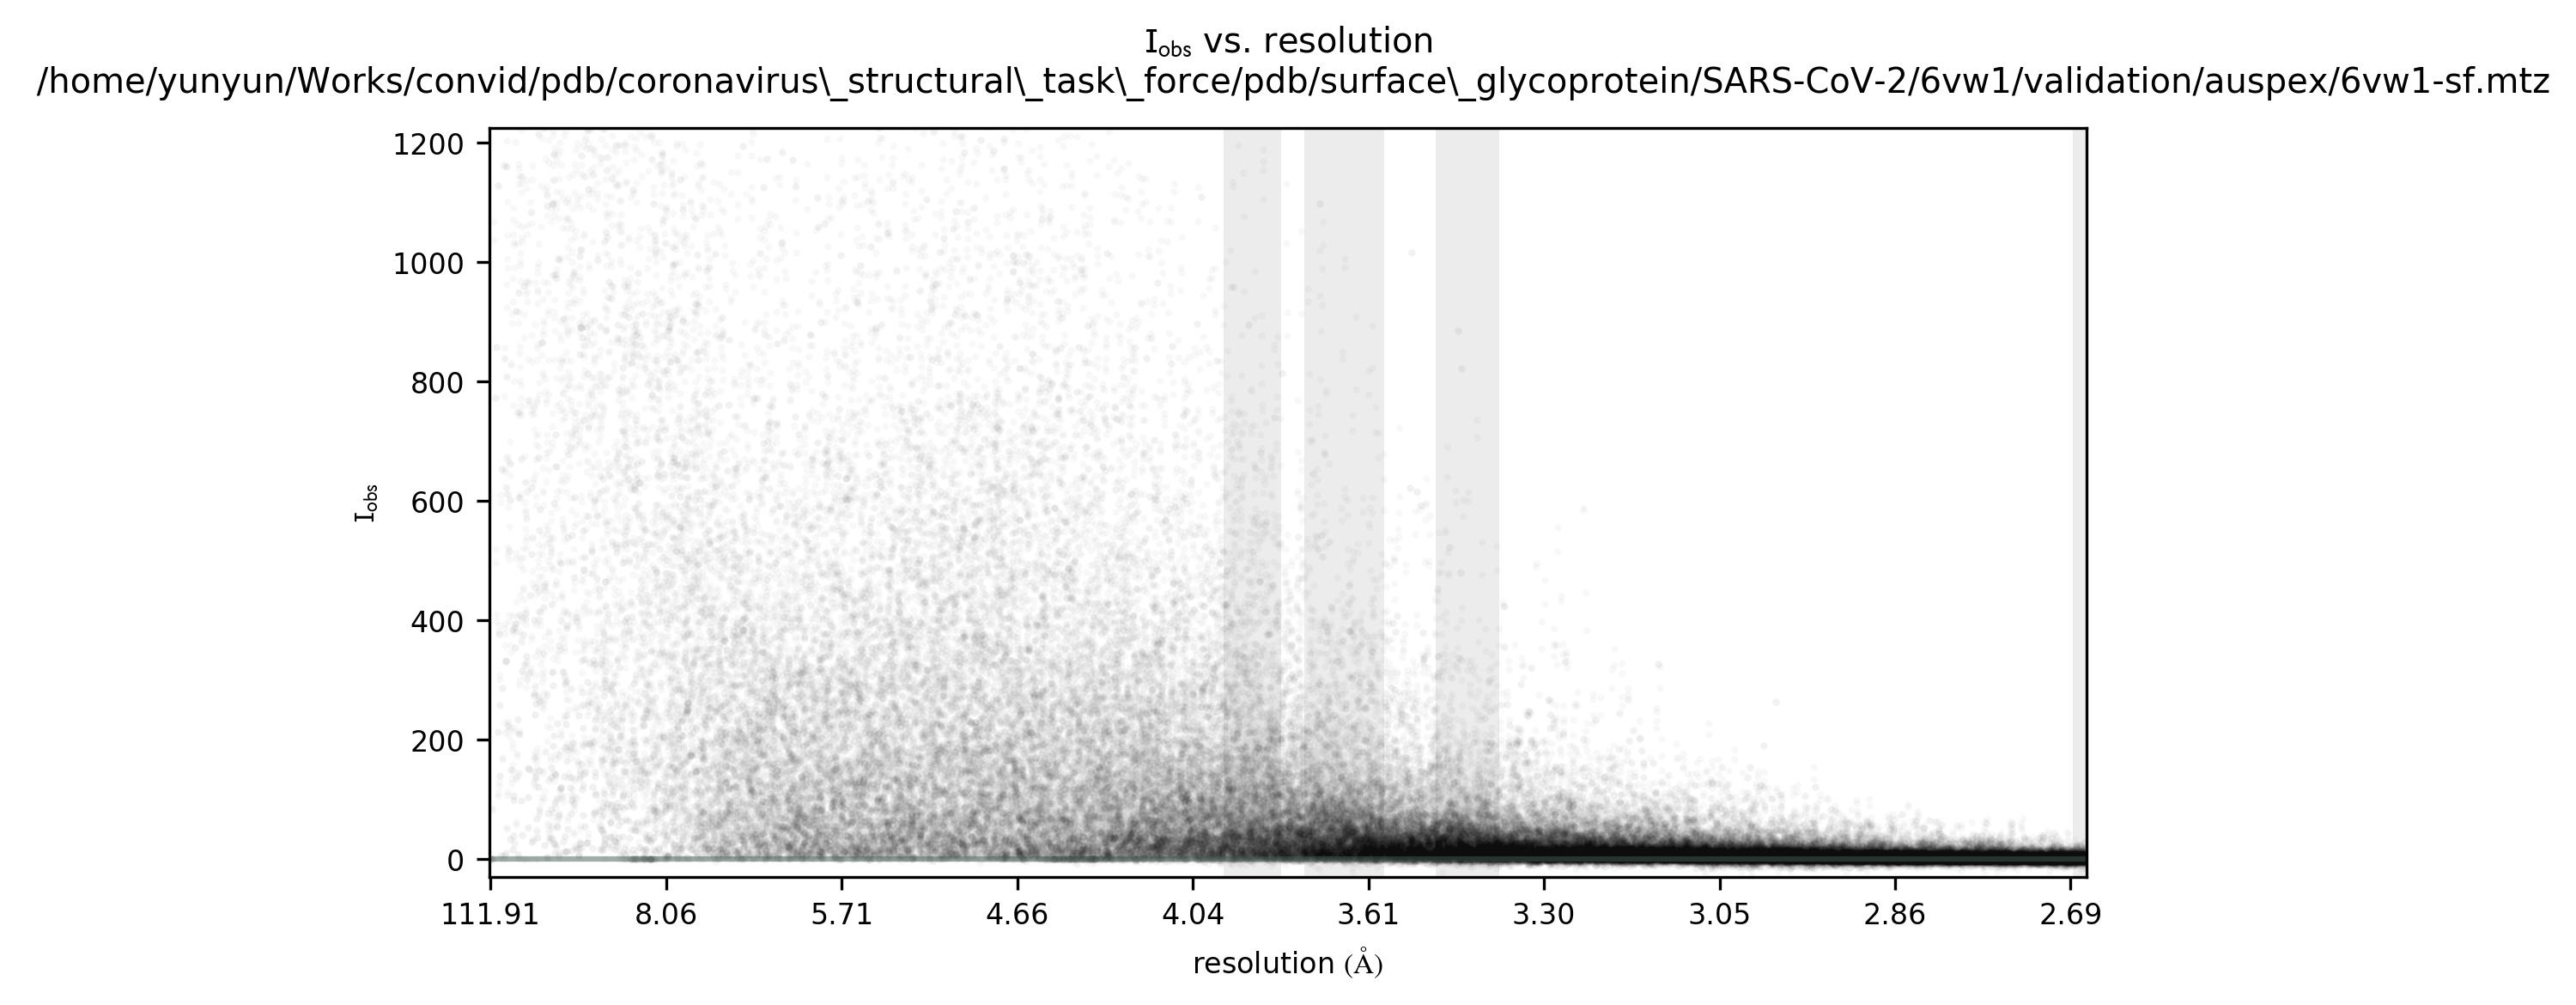 I_obs vs. resolution
/home/yunyun/Works/convid/pdb/coronavirus\_structural\_task\_force/pdb/surface\_glycoprotein/SARS-CoV-2/6vw1/validation/auspex/6vw1-sf.mtz
1200
1000
800
600
400
200
0
I_obs
111.91 8.06 5.71 4.66 4.04 3.61 3.30 3.05 2.86 2.69
resolution (Å)